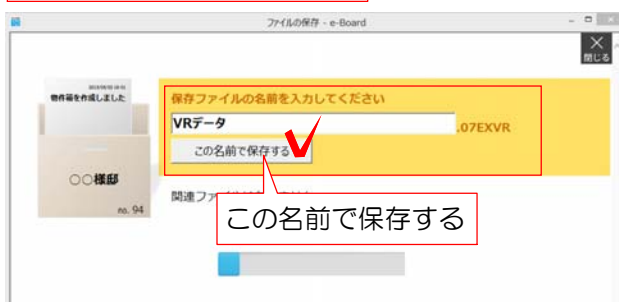 ファイルの保存 - e-Board
閉じる
物件箱を作成しました
保存ファイルの名前を入力してください
VRデータ
.07EXVR
この名前で保存する
○○様邸
no. 94
関連ファ
この名前で保存する